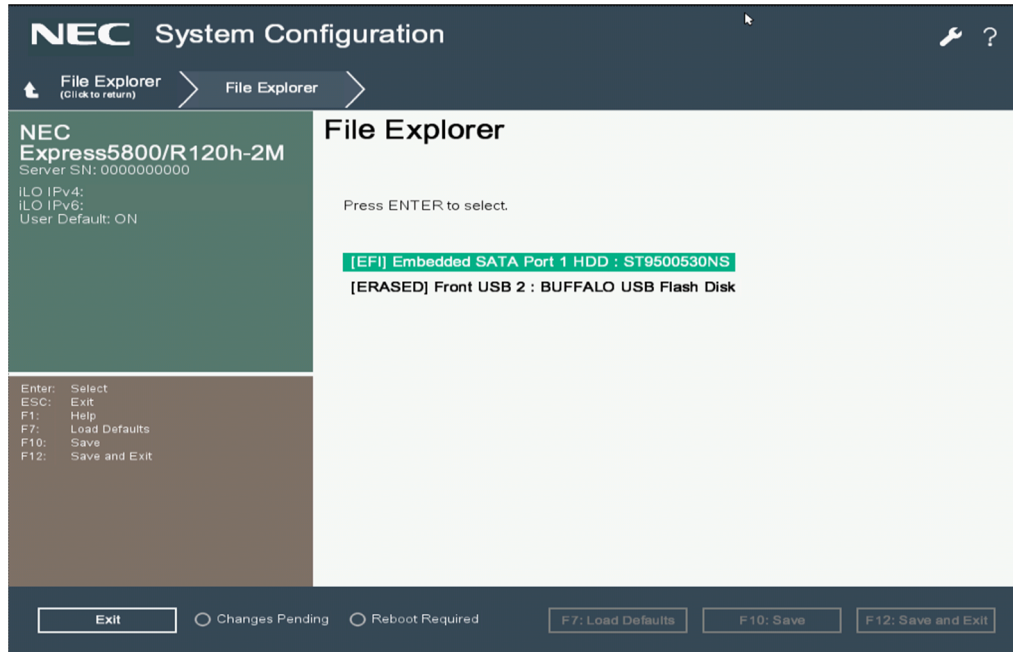 NEC System Configuration
?
File Explorer
(Click to return)
File Explorer
NEC
Express5800/R120h-2M
Server SN: 0000000000
iLO IPv4:
iLO IPv6:
User Default: ON
Enter: Select
ESC: Exit
F1: Help
F7: Load Defaults
F10: Save
F12: Save and Exit
File Explorer
Press ENTER to select.
[EFI] Embedded SATA Port 1 HDD : ST9500530NS
[ERASED] Front USB 2 : BUFFALO USB Flash Disk
Exit
Changes Pending
Reboot Required
F7: Load Defaults
F10: Save
F12: Save and Exit